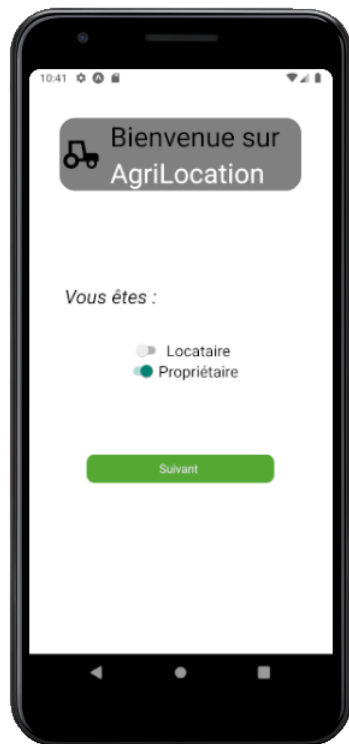 10:41
Bienvenue sur
AgriLocation
Vous êtes :
Locataire
Propriétaire
Suivant